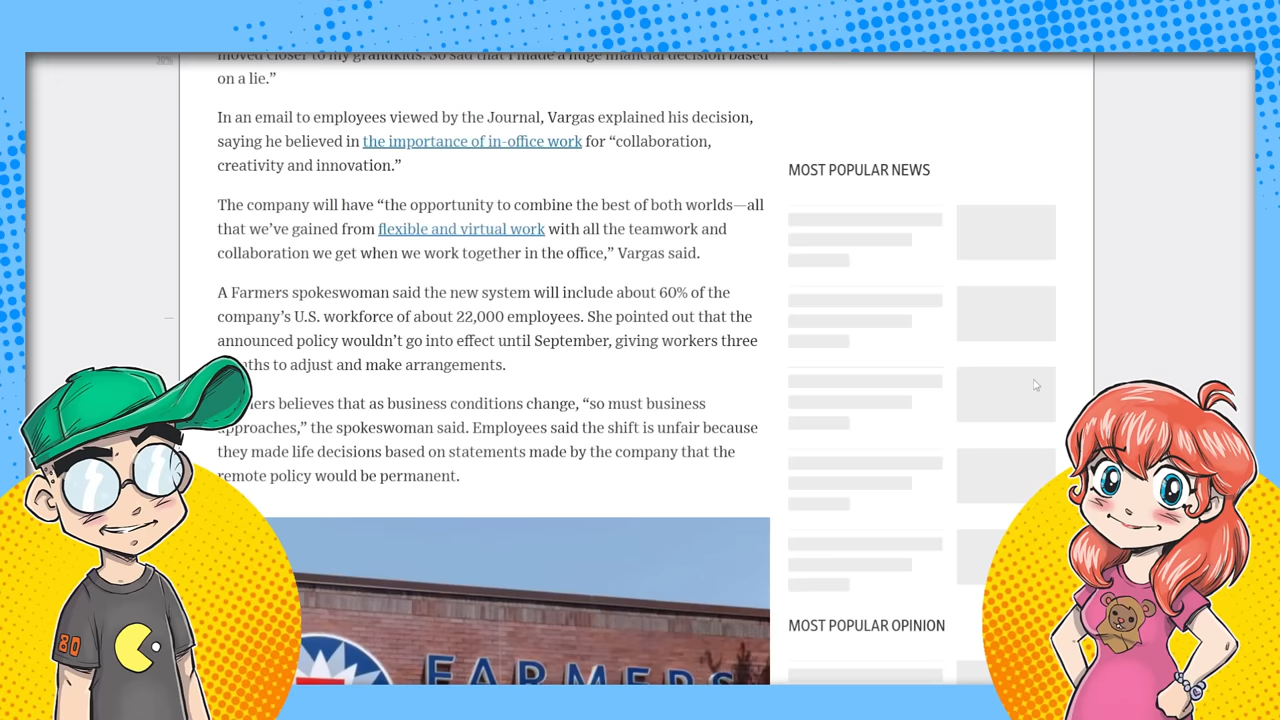 moved closer to my grandkids. So sad that I made a huge financial decision based
on a lie.”
In an email to employees viewed by the Journal, Vargas explained his decision,
saying he believed in the importance of in-office work for “collaboration,
creativity and innovation.”
The company will have “the opportunity to combine the best of both worlds—all
that we’ve gained from flexible and virtual work with all the teamwork and
collaboration we get when we work together in the office,” Vargas said.
A Farmers spokeswoman said the new system will include about 60% of the
company’s U.S. workforce of about 22,000 employees. She pointed out that the
announced policy wouldn’t go into effect until September, giving workers three
to adjust and make arrangements.
believes that as business conditions change, “so must business
approaches,” the spokeswoman said. Employees said the shift is unfair because
they made life decisions based on statements made by the company that the
remote policy would be permanent.
FARMERS
MOST POPULAR NEWS
MOST POPULAR OPINION
80